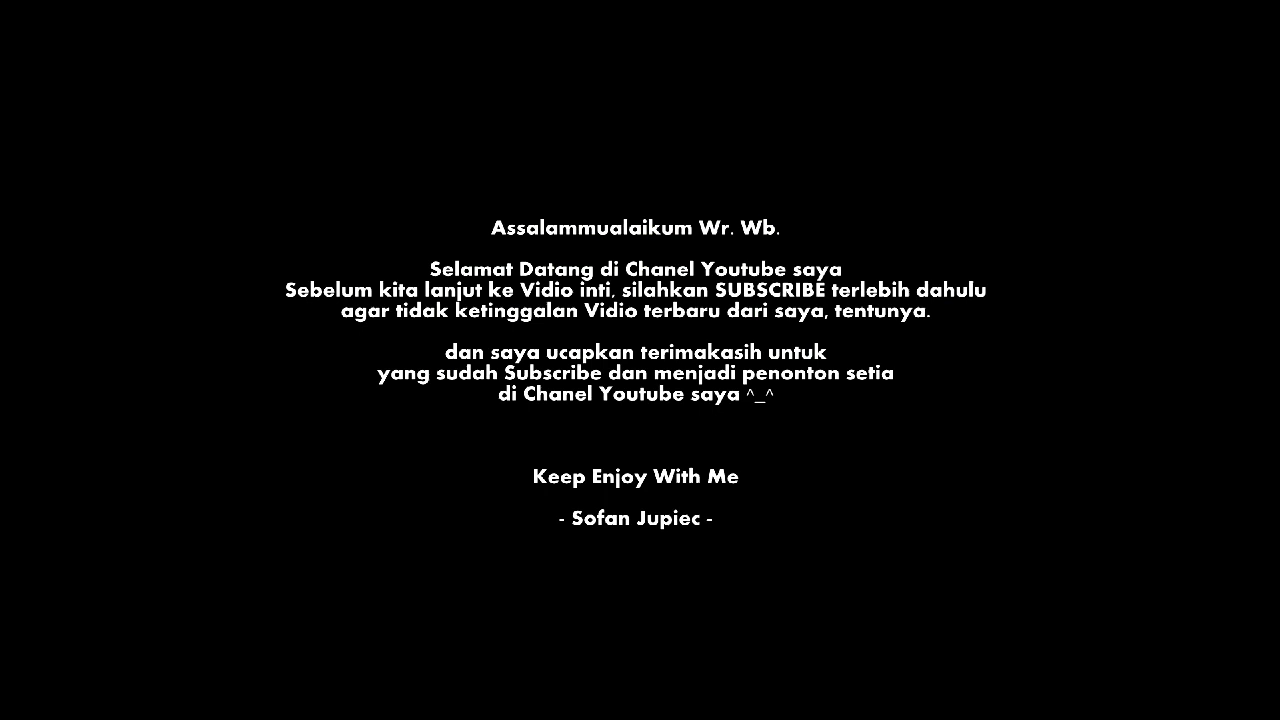 Assalammualaikum Wr. Wb.
Selamat Datang di Chanel Youtube saya
Sebelum kita lanjut ke Vidio inti, silahkan SUBSCRIBE terlebih dahulu
agar tidak ketinggalan Vidio terbaru dari saya, tentunya.
dan saya ucapkan terimakasih untuk
yang sudah Subscribe dan menjadi penonton setia
di Chanel Youtube saya ^_^
Keep Enjoy With Me
- Sofan Jupiec -